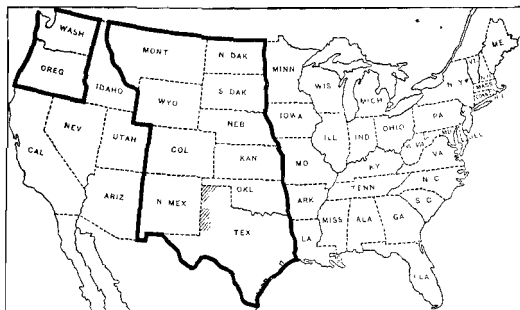 WASH
OREG
IDAHO
MONT
N DAK
S DAK
WYO
NEB
NEV
UTAH
COL
KAN
CAL
ARIZ
N MEX
OKL
TEX
MINN
WIS
MICH
IOWA
ILL
IND
OHIO
MO
KY
TENN
ARK
LA
MISS
ALA
GA
FLA
S C
N C
VA
W VA
PA
N Y
ME
DEL